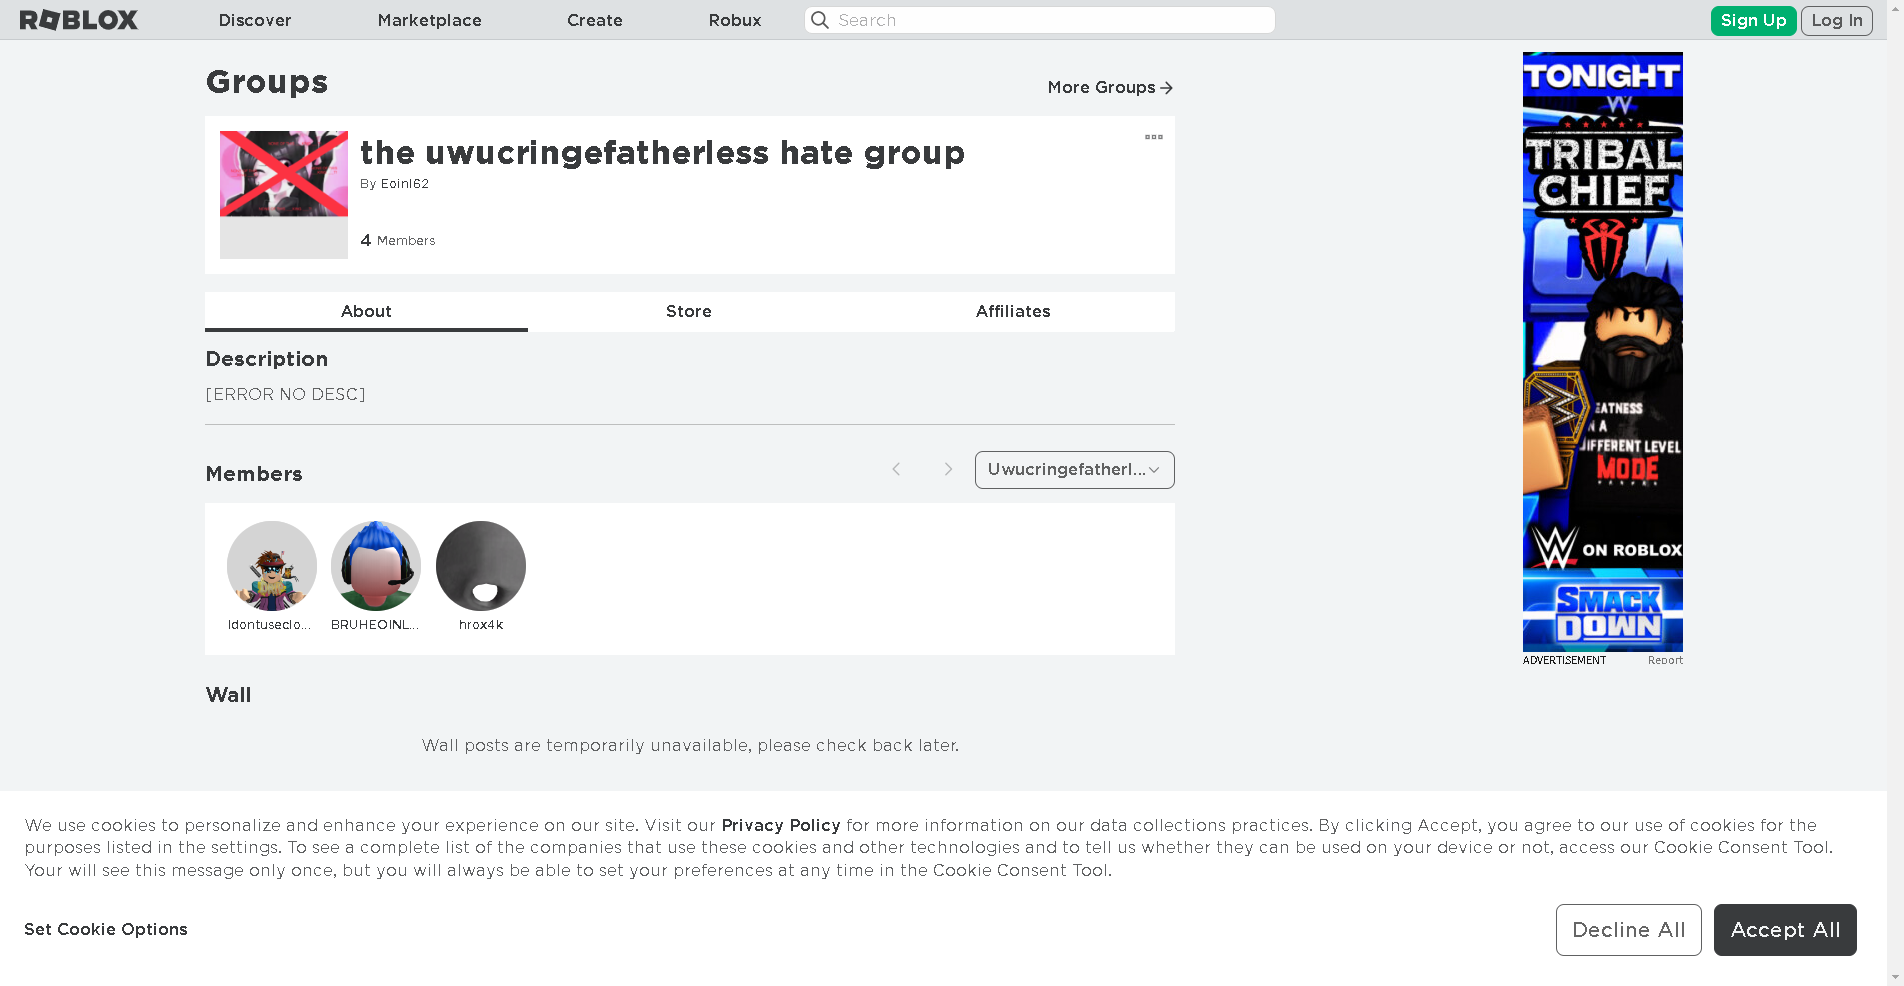 ROBLOX
Discover
Marketplace
Create
Robux
Search
Sign Up
Log In
Groups
More Groups
the uwucringefatherless hate group
By Eoinl62
4 Members
About
Store
Affiliates
Description
[ERROR NO DESC]
Members
Uwucringefatherl...
Idontuseclo...
BRUHEOINL...
hrox4k
Wall
Wall posts are temporarily unavailable, please check back later.
TONIGHT
TRIBAL
CHIEF
ON A
DIFFERENT LEVEL
MODE
ON ROBLOX
SMACK
DOWN
ADVERTISEMENT
Report
We use cookies to personalize and enhance your experience on our site. Visit our Privacy Policy for more information on our data collections practices. By clicking Accept, you agree to our use of cookies for the
purposes listed in the settings. To see a complete list of the companies that use these cookies and other technologies and to tell us whether they can be used on your device or not, access our Cookie Consent Tool.
Your will see this message only once, but you will always be able to set your preferences at any time in the Cookie Consent Tool.
Set Cookie Options
Decline All
Accept All